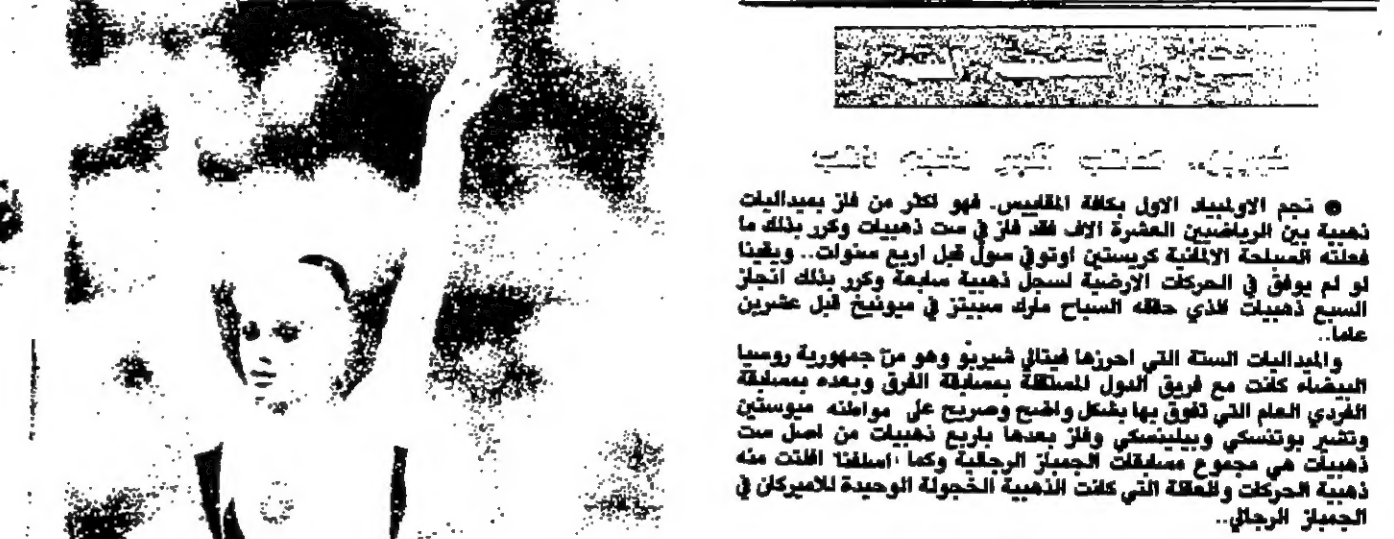 ● نجم الاولمبياد الاول بكافة المقاييس. فهو اكثر من فاز بميداليات
ذهبية بين الرياضيين العشرة الاف فقد فاز في ست ذهبيات وكرر بذلك ما
فعلته السباحة الالمانية كريستين اوتو في سول قبل اربع سنوات.. ويقينا
لو لم يوفق في الحركات الارضية لسجل ذهبية سابعة وكرر بذلك انجاز
السبع ذهبيات الذي حققه السباح مارك سبيتز في ميونيخ قبل عشرين
عاما..
والميداليات الستة التي احرزها فيتالي شيربو وهو من جمهورية روسيا
البيضاء كانت مع فريق الدول المستقلة بمسابقة الفرق وبعده بمسابقة
الفردي العام التي تفوق بها بشكل واضح وصريح على مواطنه ميوستين
وتشير يوتنسكي وبيلينسكي وفاز بعدها باربع ذهبيات من اصل ست
ذهبيات هي مجموع مسابقات الجمباز الرجالية وكما اسلفنا افلتت منه
ذهبية الحركات والعقلة التي كانت الذهبية الخجولة الوحيدة للاميركان في
الجمباز الرجالي..